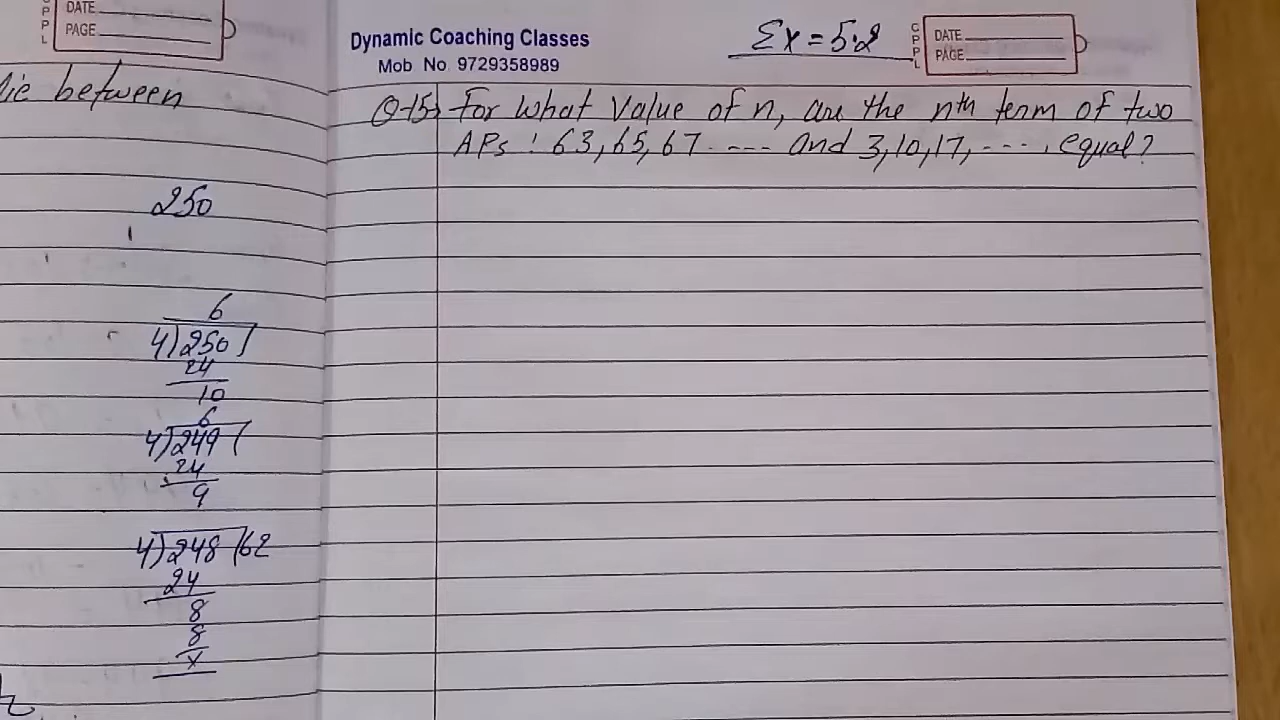 DATE
PAGE
lie between
250
6
4)250(
24
10
6
4)249(
24
9
4)248(62
24
8
8
x
Dynamic Coaching Classes
Mob No. 9729358989
Ex = 5.2
CPPL
DATE
PAGE
Q-15) For what value of n, are the nth term of two
APs : 63, 65, 67 ---- and 3, 10, 17, ----, equal?